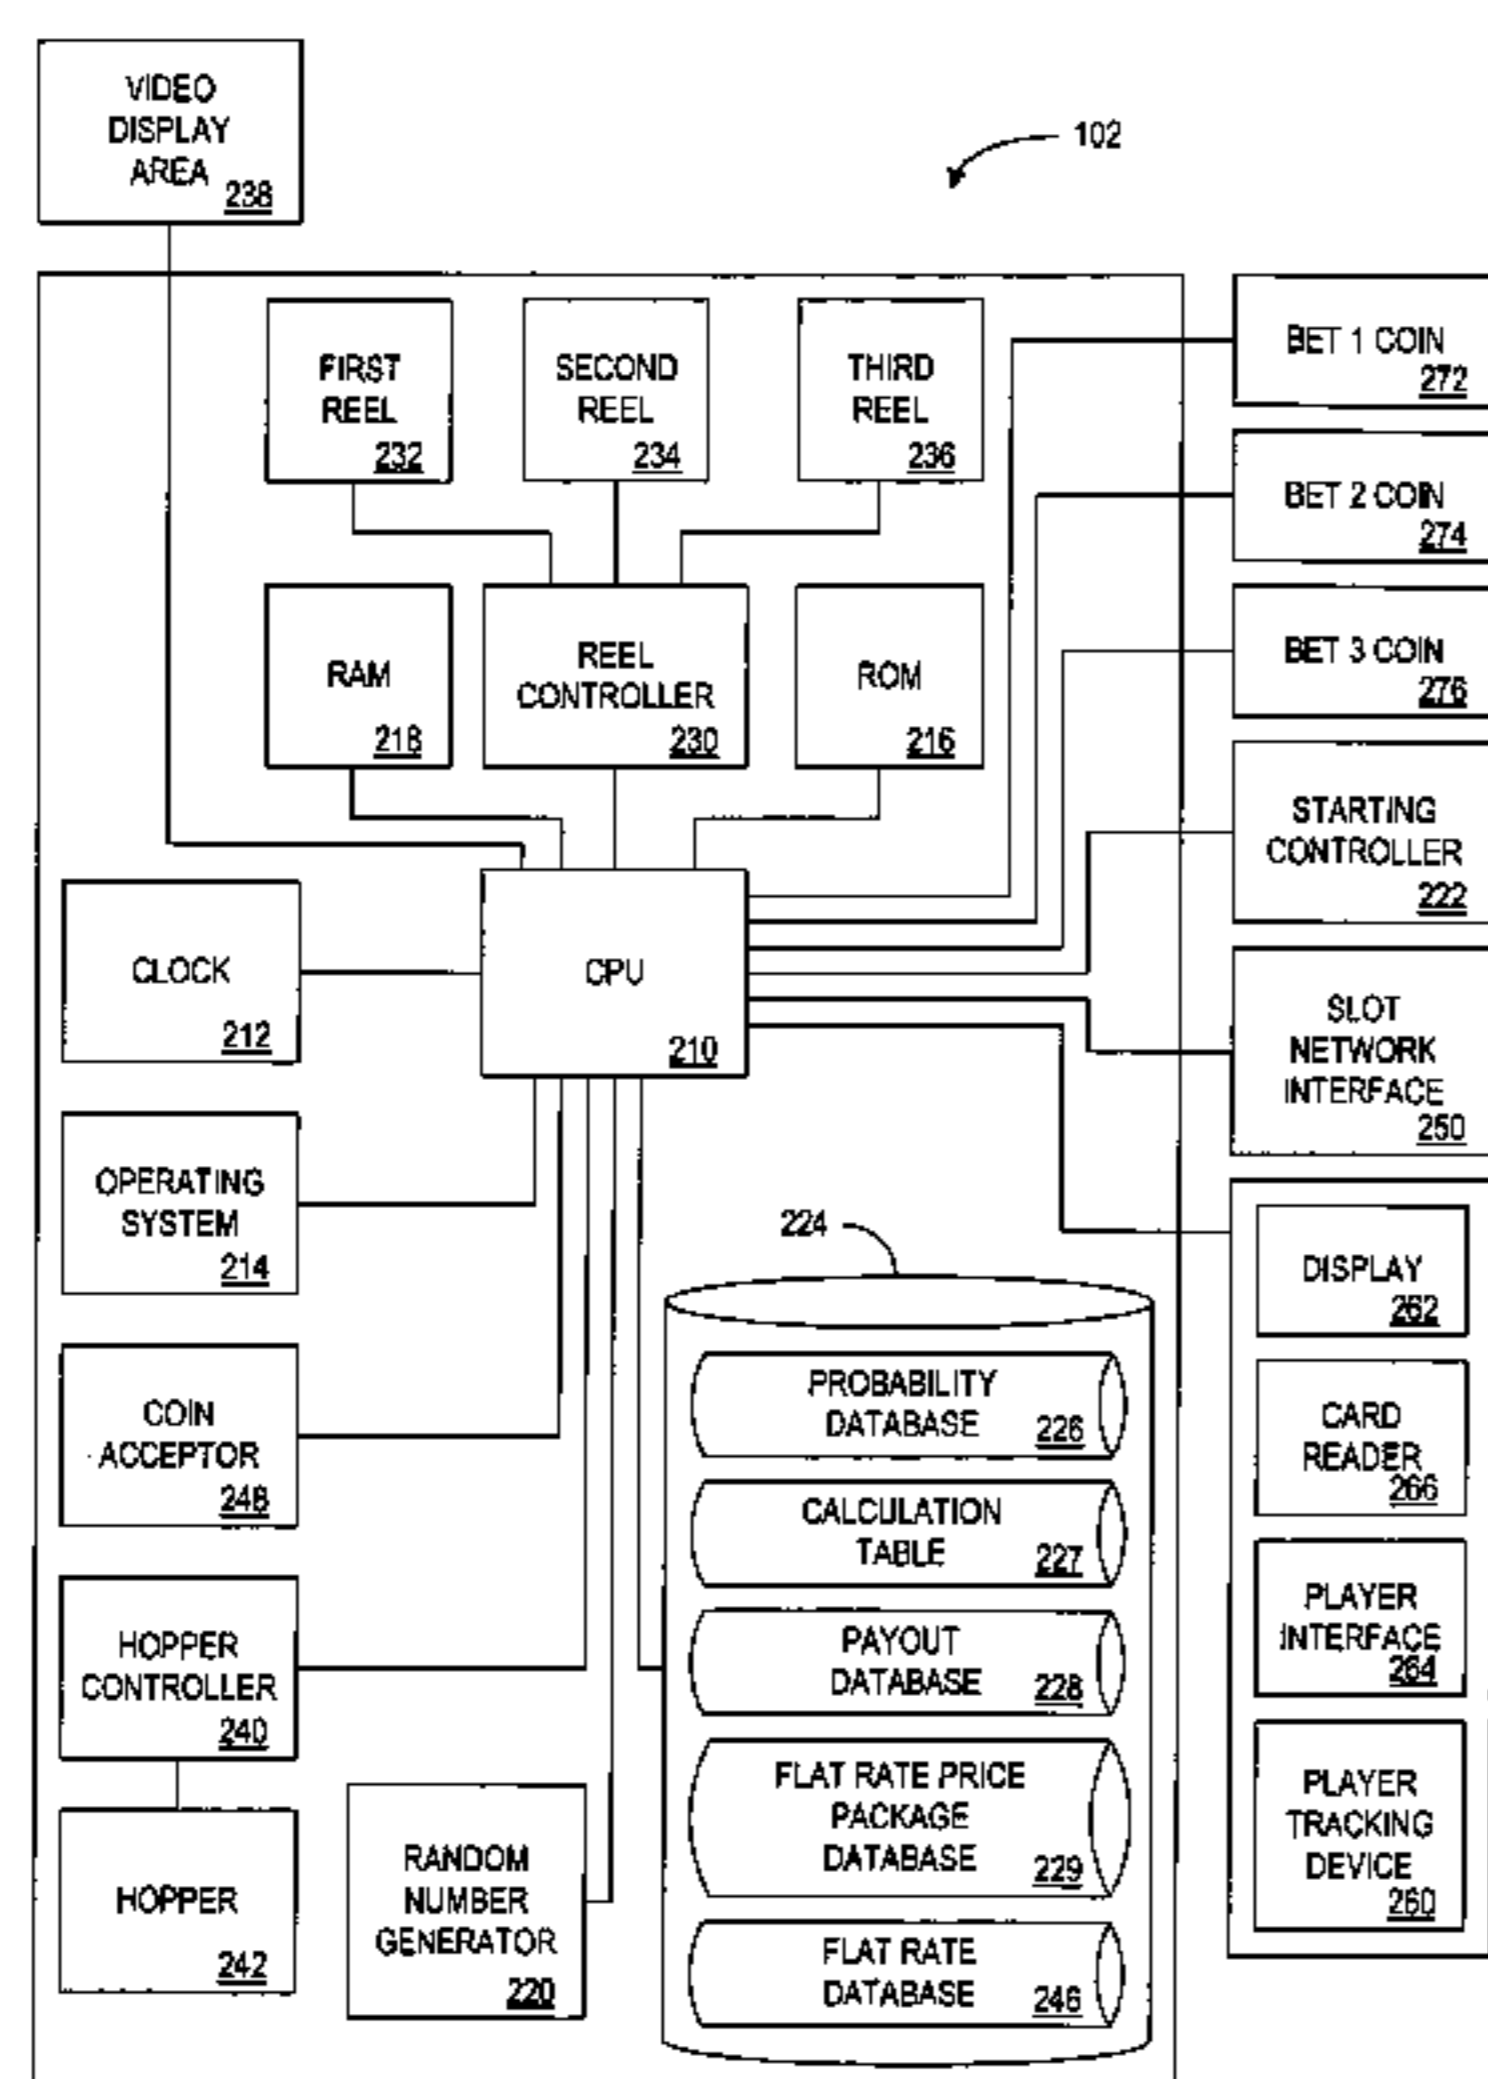 VIDEO
DISPLAY
AREA
238
102
FIRST
REEL
232
SECOND
REEL
234
THIRD
REEL
236
BET 1 COIN
272
BET 2 COIN
274
BET 3 COIN
276
RAM
218
REEL
CONTROLLER
230
ROM
216
STARTING
CONTROLLER
222
CLOCK
212
CPU
210
SLOT
NETWORK
INTERFACE
250
OPERATING
SYSTEM
214
224
DISPLAY
262
COIN
ACCEPTOR
248
PROBABILITY
DATABASE
226
CARD
READER
266
CALCULATION
TABLE
227
HOPPER
CONTROLLER
240
PAYOUT
DATABASE
228
PLAYER
INTERFACE
264
HOPPER
242
RANDOM
NUMBER
GENERATOR
220
FLAT RATE PRICE
PACKAGE
DATABASE
229
PLAYER
TRACKING
DEVICE
260
FLAT RATE
DATABASE
246